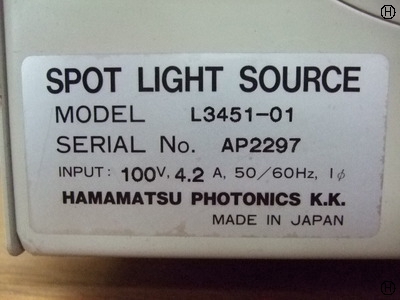 SPOT LIGHT SOURCE
MODEL L3451-01
SERIAL No. AP2297
INPUT: 100V, 4.2 A, 50/60Hz, 1φ
HAMAMATSU PHOTONICS K.K.
MADE IN JAPAN
H
H